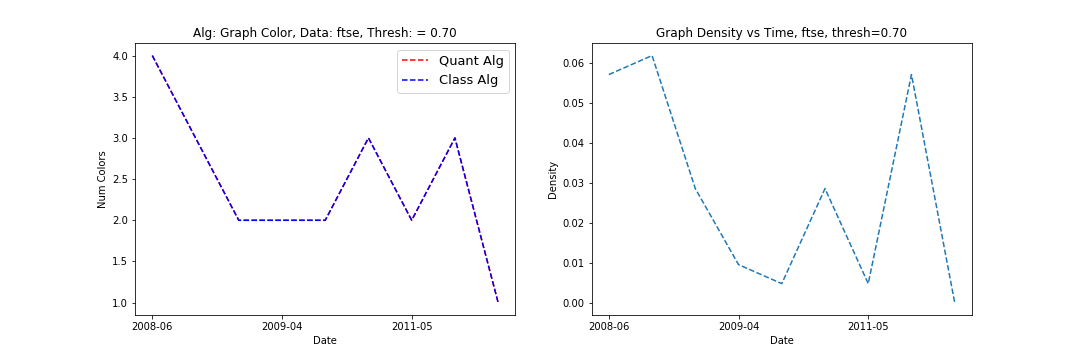 Alg: Graph Color, Data: ftse, Thresh: = 0.70
Quant Alg
Class Alg
4.0
3.5
3.0
2.5
2.0
1.5
1.0
Num Colors
2008-06
2009-04
2011-05
Date
Graph Density vs Time, ftse, thresh=0.70
0.06
0.05
0.04
0.03
0.02
0.01
0.00
Density
2008-06
2009-04
2011-05
Date